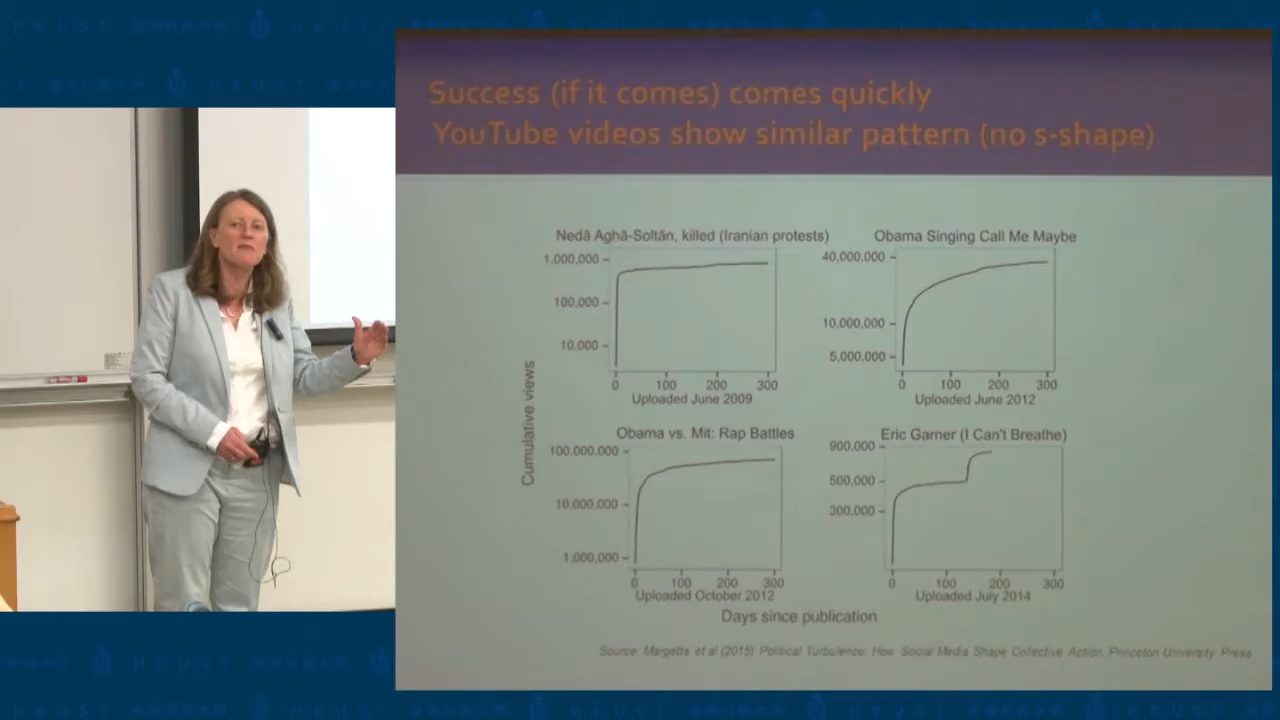 Success (if it comes) comes quickly
YouTube videos show similar pattern (no s-shape)
Nedā Aghā-Soltān, killed (Iranian protests)
1,000,000
100,000
10,000
0 100 200 300
Uploaded June 2009
Obama Singing Call Me Maybe
40,000,000
10,000,000
5,000,000
0 100 200 300
Uploaded June 2012
Cumulative views
Obama vs. Mit: Rap Battles
100,000,000
10,000,000
1,000,000
0 100 200 300
Uploaded October 2012
Eric Garner (I Can't Breathe)
900,000
500,000
300,000
0 100 200 300
Uploaded July 2014
Days since publication
Source: Margetts et al (2015) Political Turbulence: How Social Media Shape Collective Action, Princeton University Press